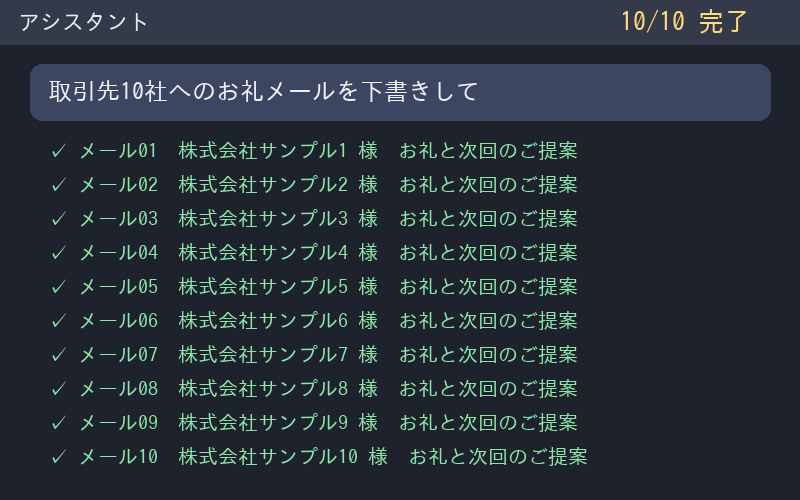 アシスタント
10/10 完了
取引先10社へのお礼メールを下書きして
✓ メール01 株式会社サンプル1 様 お礼と次回のご提案
✓ メール02 株式会社サンプル2 様 お礼と次回のご提案
✓ メール03 株式会社サンプル3 様 お礼と次回のご提案
✓ メール04 株式会社サンプル4 様 お礼と次回のご提案
✓ メール05 株式会社サンプル5 様 お礼と次回のご提案
✓ メール06 株式会社サンプル6 様 お礼と次回のご提案
✓ メール07 株式会社サンプル7 様 お礼と次回のご提案
✓ メール08 株式会社サンプル8 様 お礼と次回のご提案
✓ メール09 株式会社サンプル9 様 お礼と次回のご提案
✓ メール10 株式会社サンプル10 様 お礼と次回のご提案